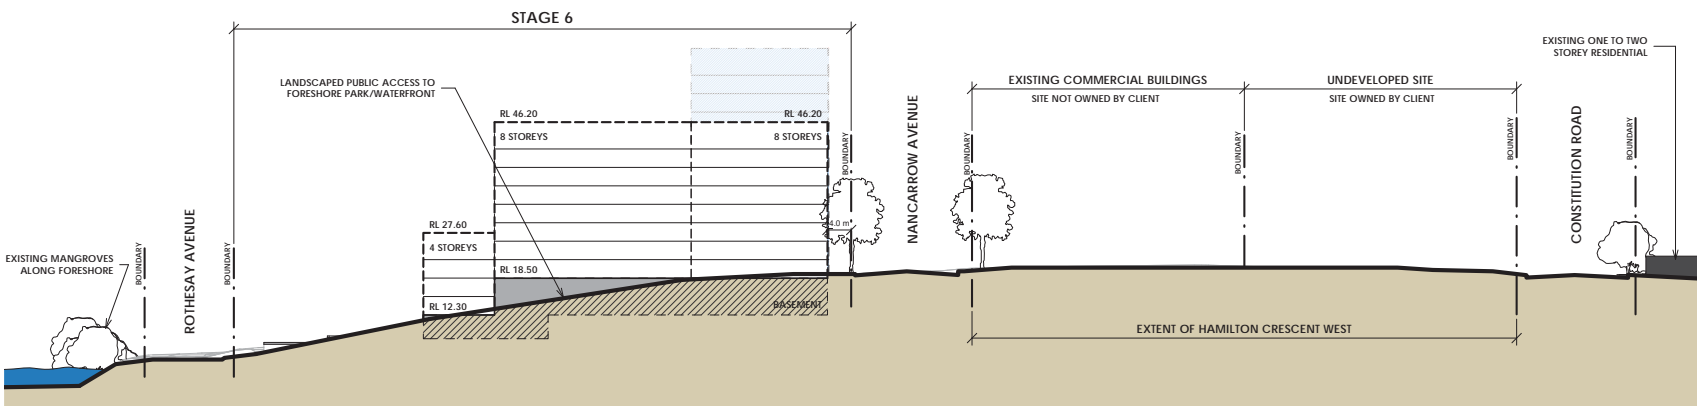 STAGE 6
EXISTING ONE TO TWO
STOREY RESIDENTIAL
LANDSCAPED PUBLIC ACCESS TO
FORESHORE PARK/WATERFRONT
EXISTING COMMERCIAL BUILDINGS
SITE NOT OWNED BY CLIENT
UNDEVELOPED SITE
SITE OWNED BY CLIENT
RL 46.20
RL 46.20
8 STOREYS
8 STOREYS
BOUNDARY
NANCARROW AVENUE
BOUNDARY
BOUNDARY
BOUNDARY
CONSTITUTION ROAD
BOUNDARY
RL 27.60
4 STOREYS
4.0 m
EXISTING MANGROVES
ALONG FORESHORE
BOUNDARY
ROTHESAY AVENUE
BOUNDARY
RL 18.50
RL 12.30
BASEMENT
EXTENT OF HAMILTON CRESCENT WEST